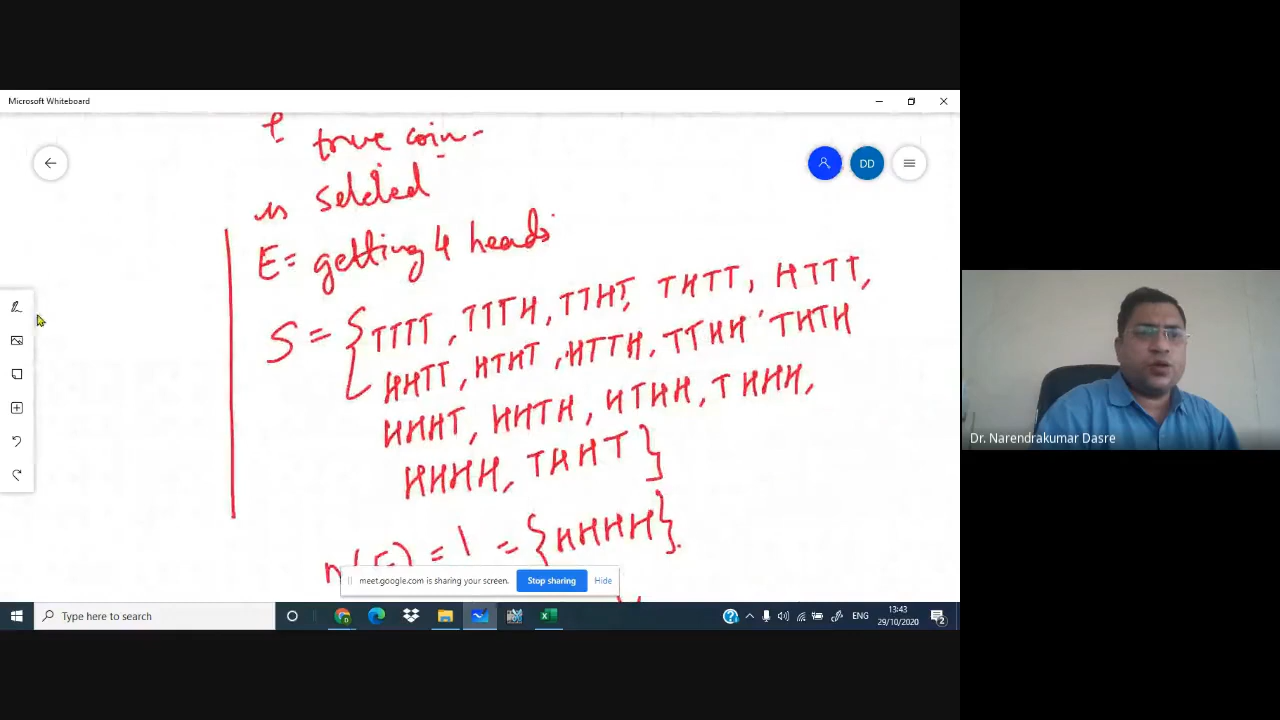 Microsoft Whiteboard
true coin-
is selected
DD
E= getting 4 heads
S = { TTTT, TTTH, TTHT, THTT, HTTT,
HHTT, HTHT, HTTH, TTHH, THTH
HHHT, HHTH, HTHH, THHH,
HHHH, THHT }
n(E) = 1 = {HHHH}.
meet.google.com is sharing your screen. Stop sharing Hide
Dr. Narendrakumar Dasre
Type here to search
ENG
13:43
29/10/2020
2